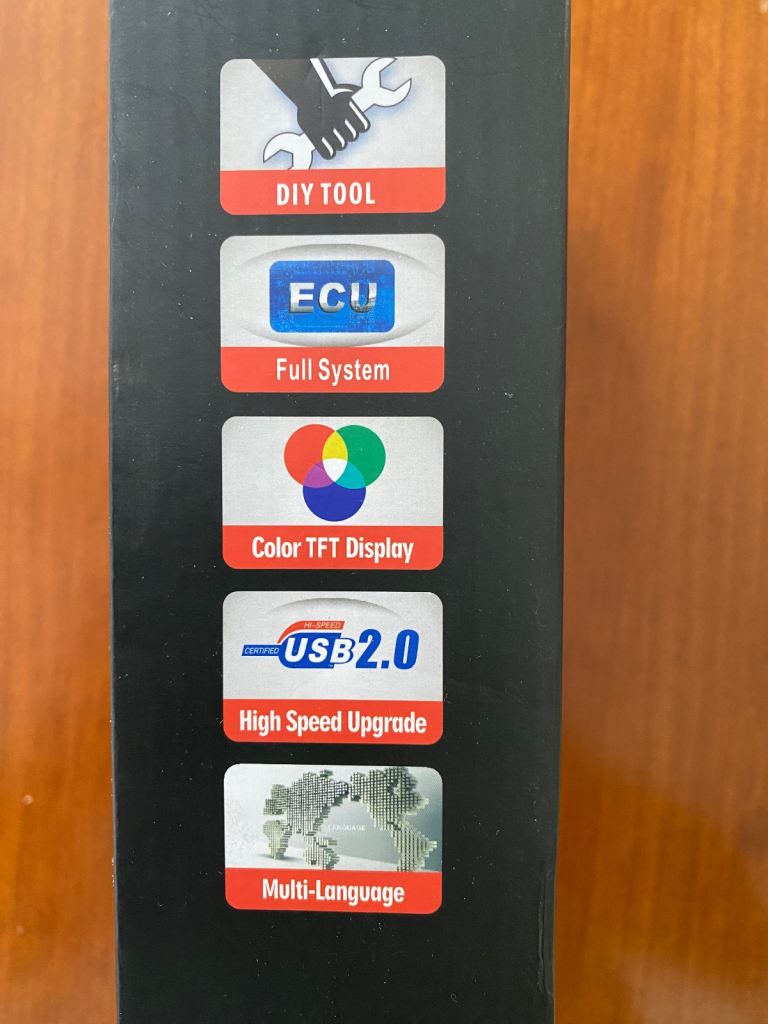 DIY TOOL
ECU
Full System
Color TFT Display
HI-SPEED
CERTIFIED USB 2.0
High Speed Upgrade
LANGUAGE
Multi-Language